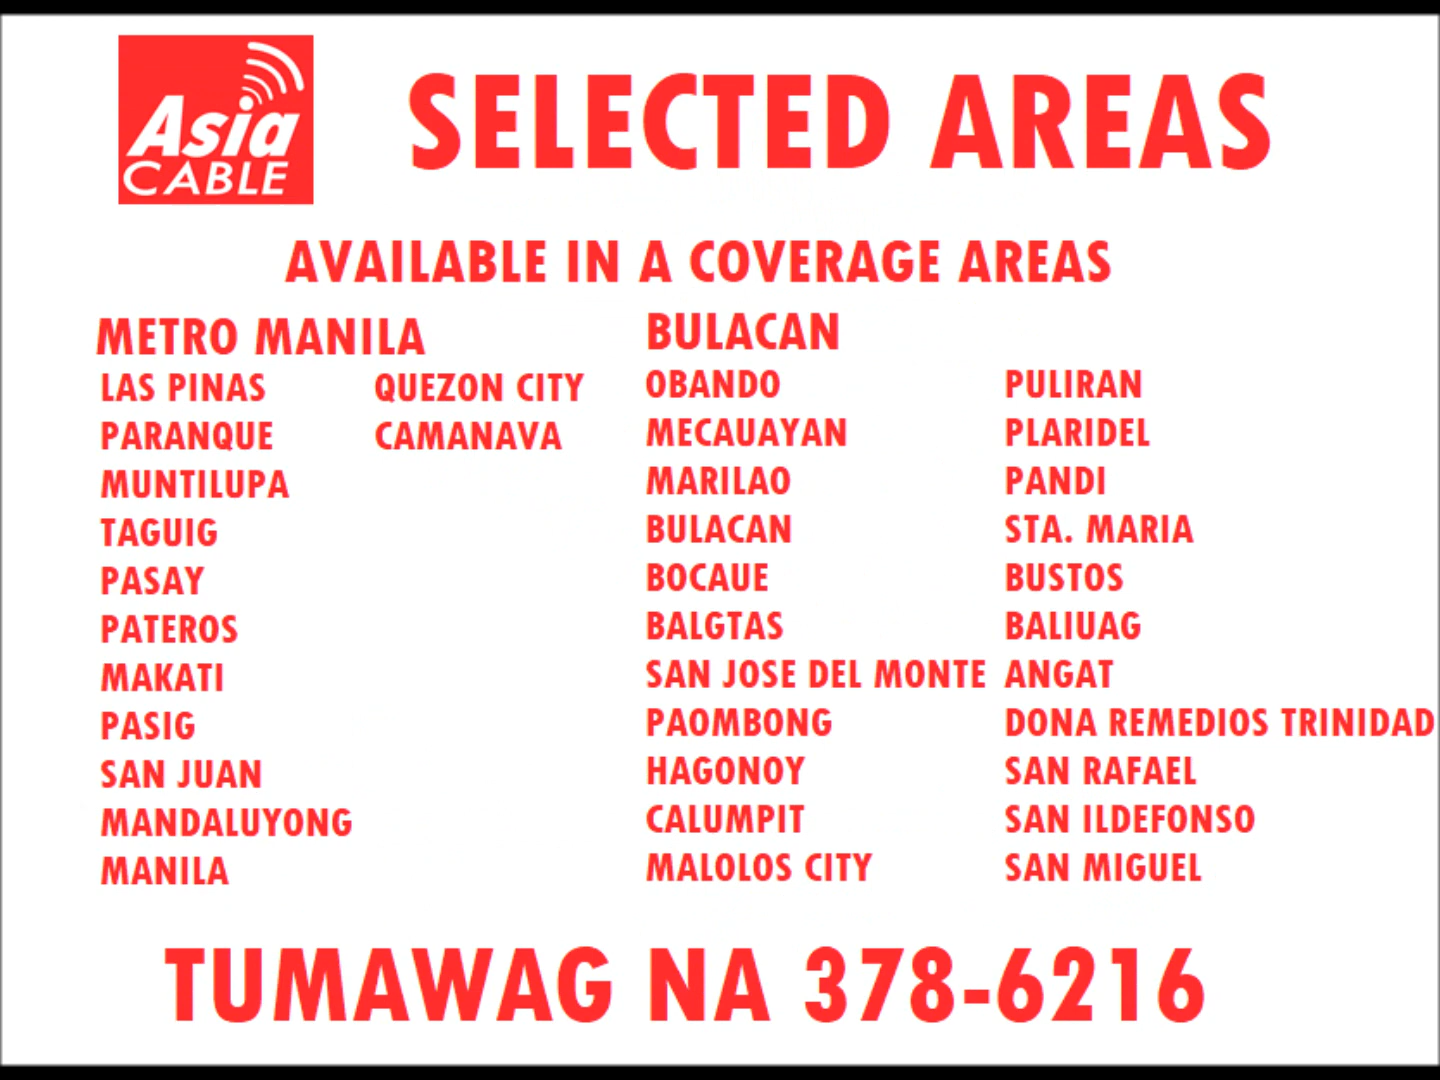 Asia
CABLE
SELECTED AREAS
AVAILABLE IN A COVERAGE AREAS
METRO MANILA
LAS PINAS
PARANQUE
MUNTILUPA
TAGUIG
PASAY
PATEROS
MAKATI
PASIG
SAN JUAN
MANDALUYONG
MANILA
QUEZON CITY
CAMANAVA
BULACAN
OBANDO
MECAUAYAN
MARILAO
BULACAN
BOCAUE
BALGTAS
SAN JOSE DEL MONTE
PAOMBONG
HAGONOY
CALUMPIT
MALOLOS CITY
PULIRAN
PLARIDEL
PANDI
STA. MARIA
BUSTOS
BALIUAG
ANGAT
DONA REMEDIOS TRINIDAD
SAN RAFAEL
SAN ILDEFONSO
SAN MIGUEL
TUMAWAG NA 378-6216